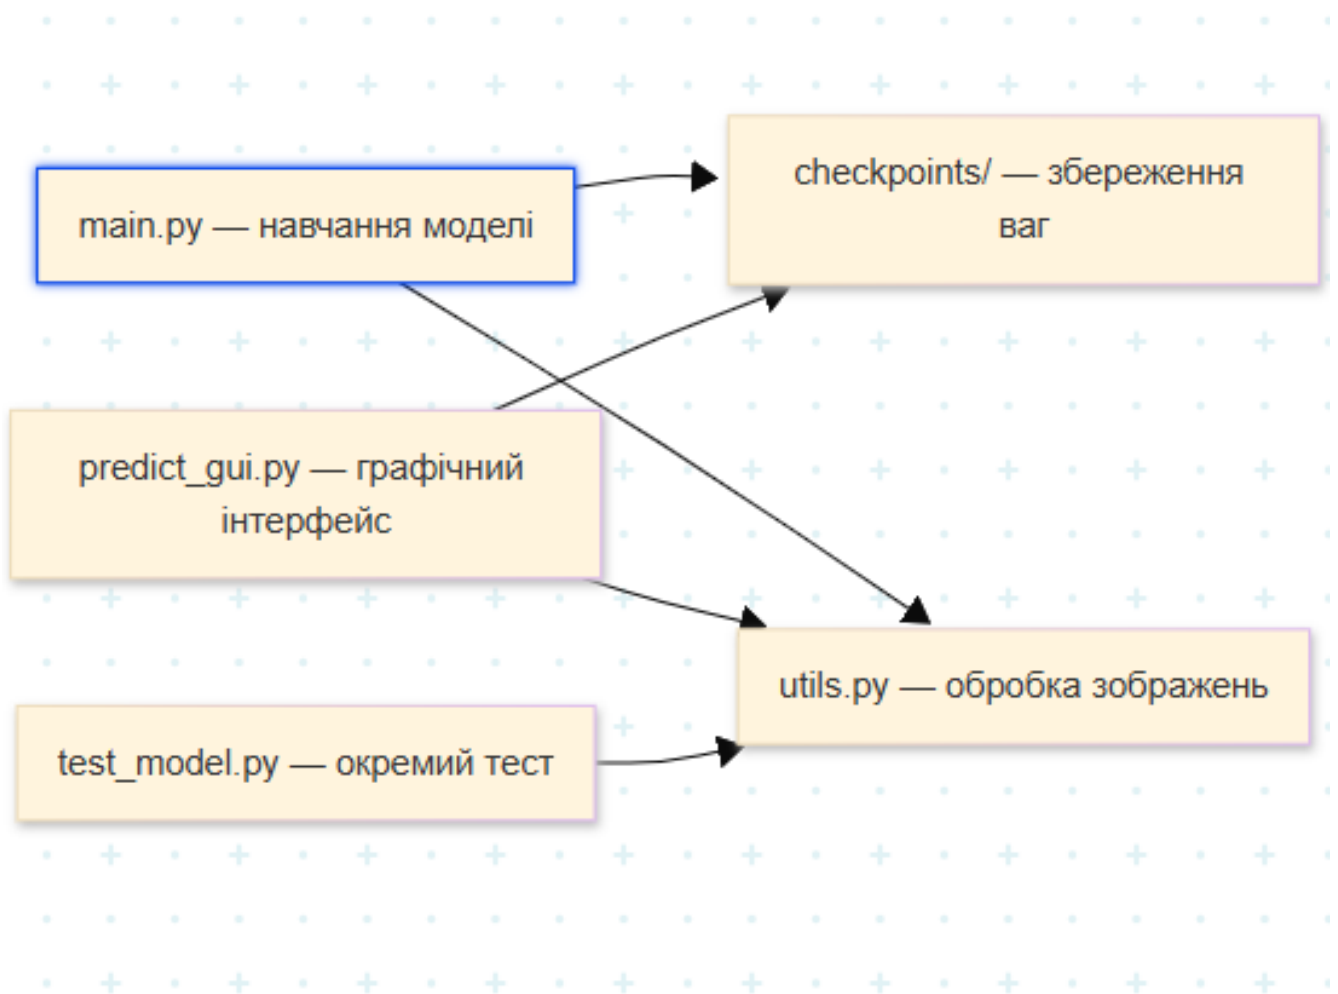 main.py — навчання моделі
checkpoints/ — збереження
ваг
predict_gui.py — графічний
інтерфейс
utils.py — обробка зображень
test_model.py — окремий тест